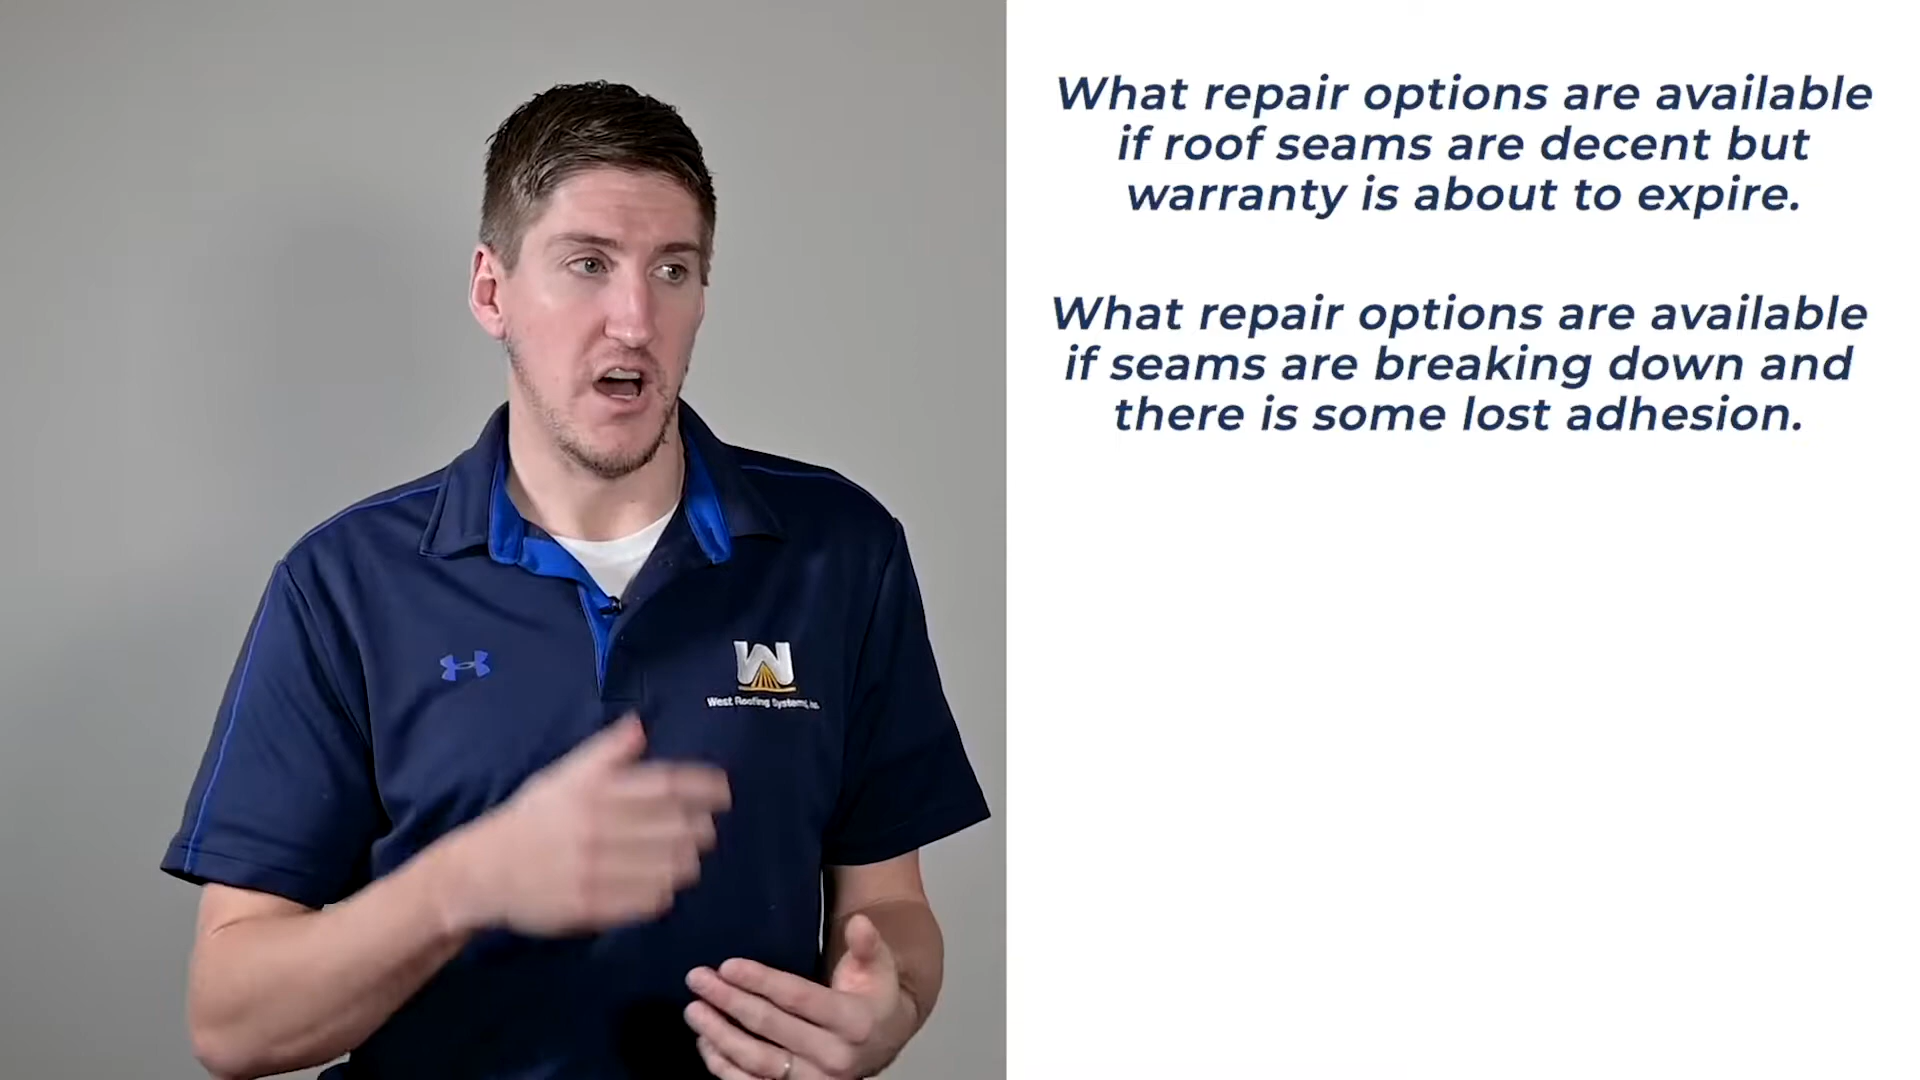 What repair options are available
if roof seams are decent but
warranty is about to expire.
What repair options are available
if seams are breaking down and
there is some lost adhesion.
W
West Roofing Systems, Inc.